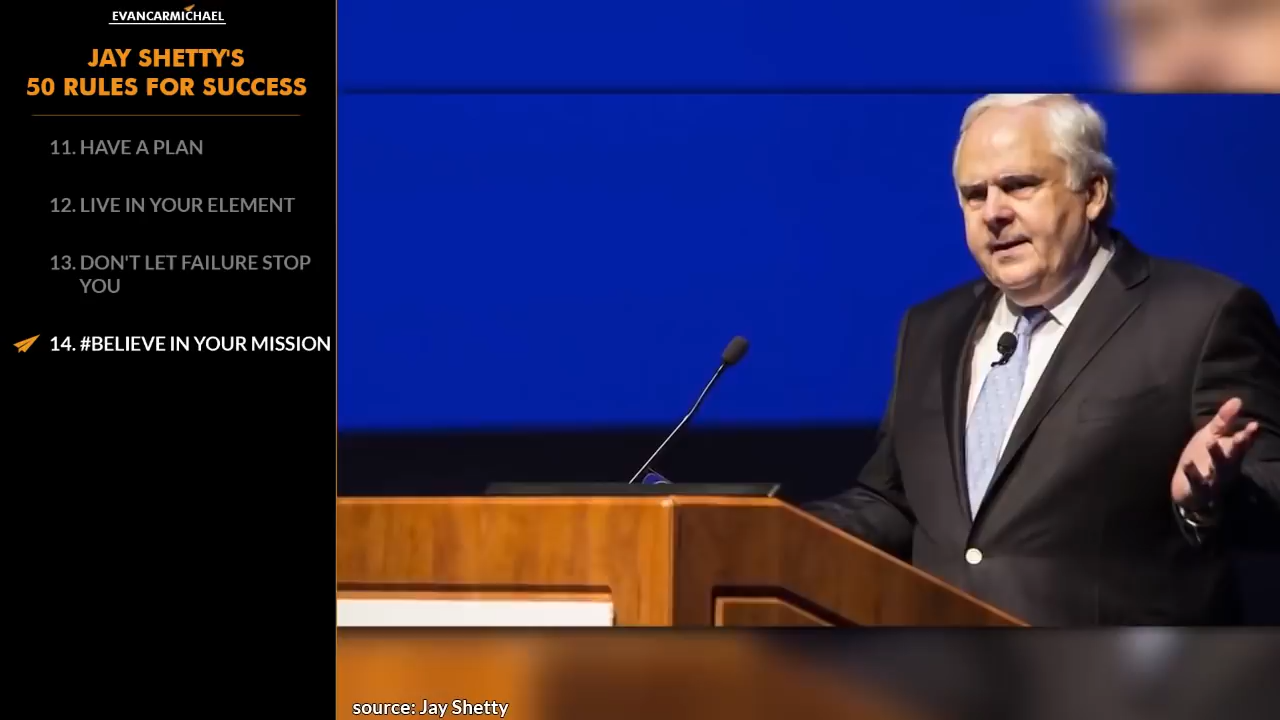 EVANCARMICHAEL
JAY SHETTY'S
50 RULES FOR SUCCESS
11. HAVE A PLAN
12. LIVE IN YOUR ELEMENT
13. DON'T LET FAILURE STOP
YOU
14. #BELIEVE IN YOUR MISSION
source: Jay Shetty